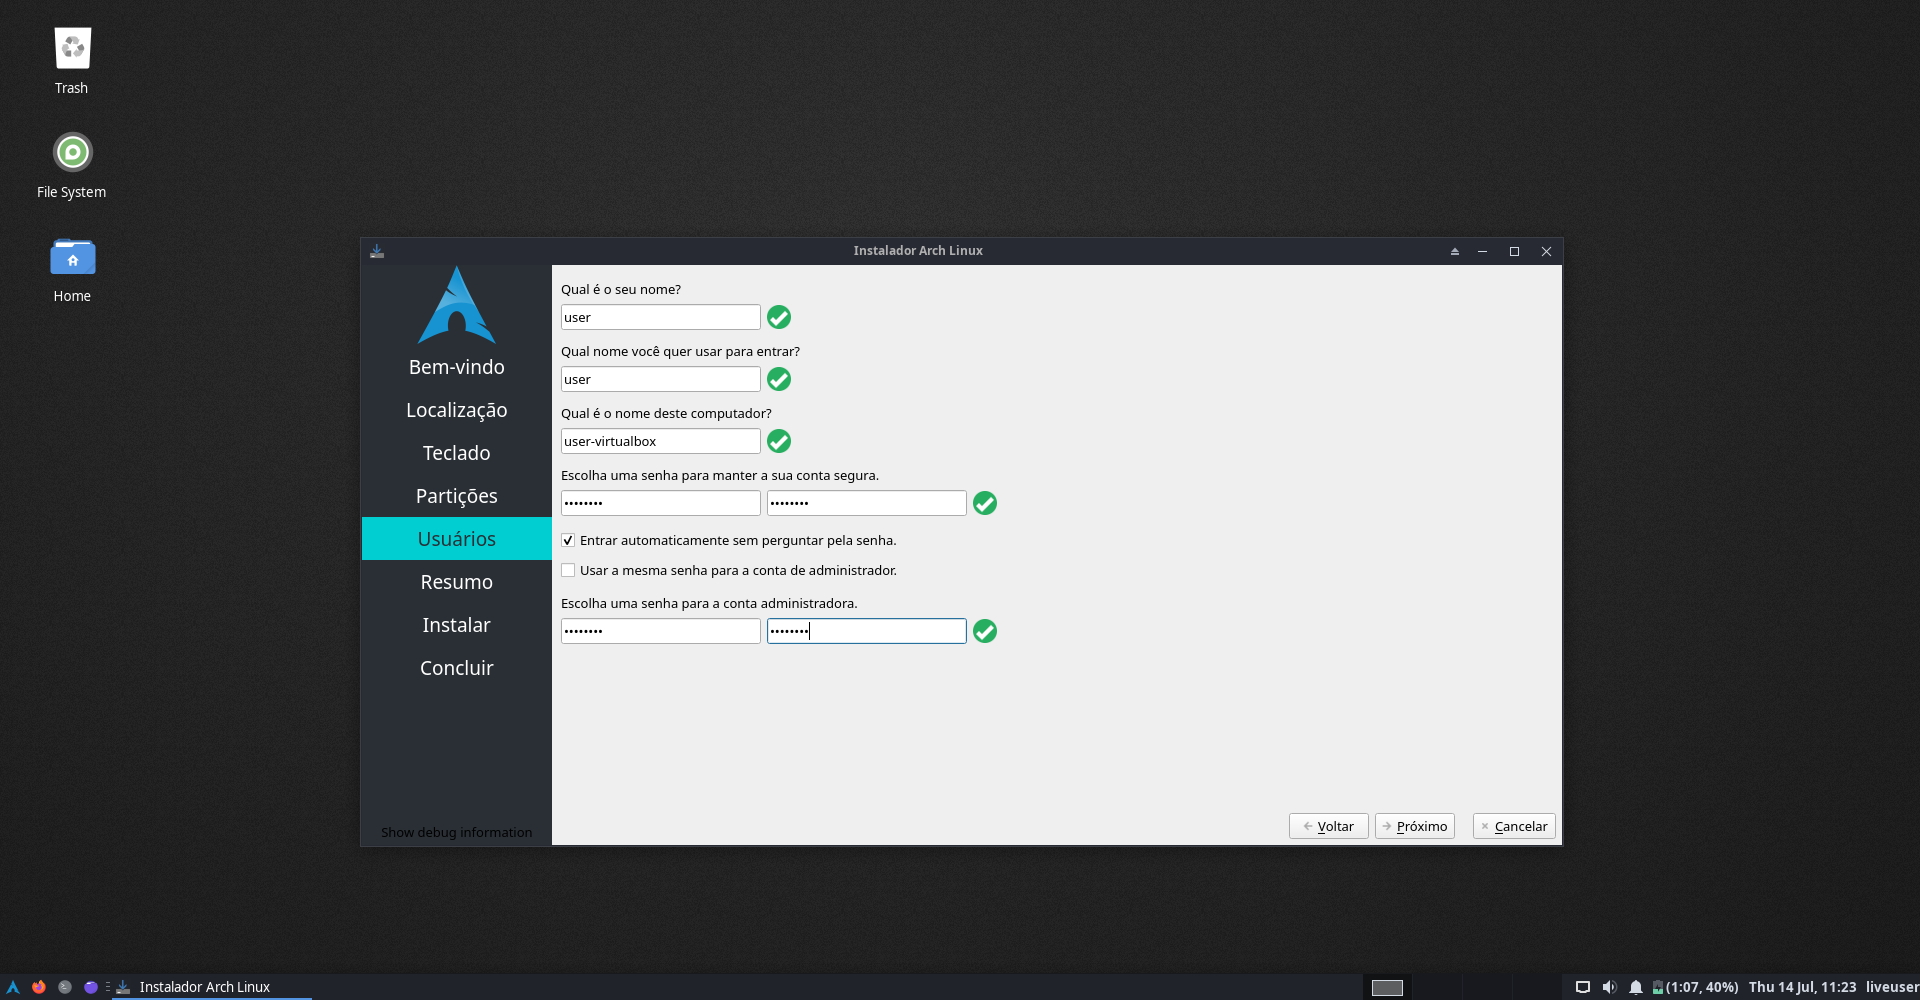 Trash
File System
Home
Instalador Arch Linux
Bem-vindo
Localização
Teclado
Partições
Usuários
Resumo
Instalar
Concluir
Show debug information
Qual é o seu nome?
user
Qual nome você quer usar para entrar?
user
Qual é o nome deste computador?
user-virtualbox
Escolha uma senha para manter a sua conta segura.
•••••••• ••••••••
Entrar automaticamente sem perguntar pela senha.
Usar a mesma senha para a conta de administrador.
Escolha uma senha para a conta administradora.
•••••••• ••••••••
Voltar Próximo Cancelar
Instalador Arch Linux (1:07, 40%) Thu 14 Jul, 11:23 liveuser